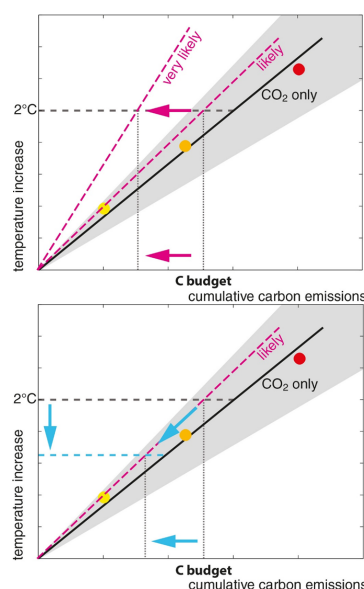 very likely
likely
CO₂ only
2°C
temperature increase
C budget
cumulative carbon emissions
likely
CO₂ only
2°C
temperature increase
C budget
cumulative carbon emissions